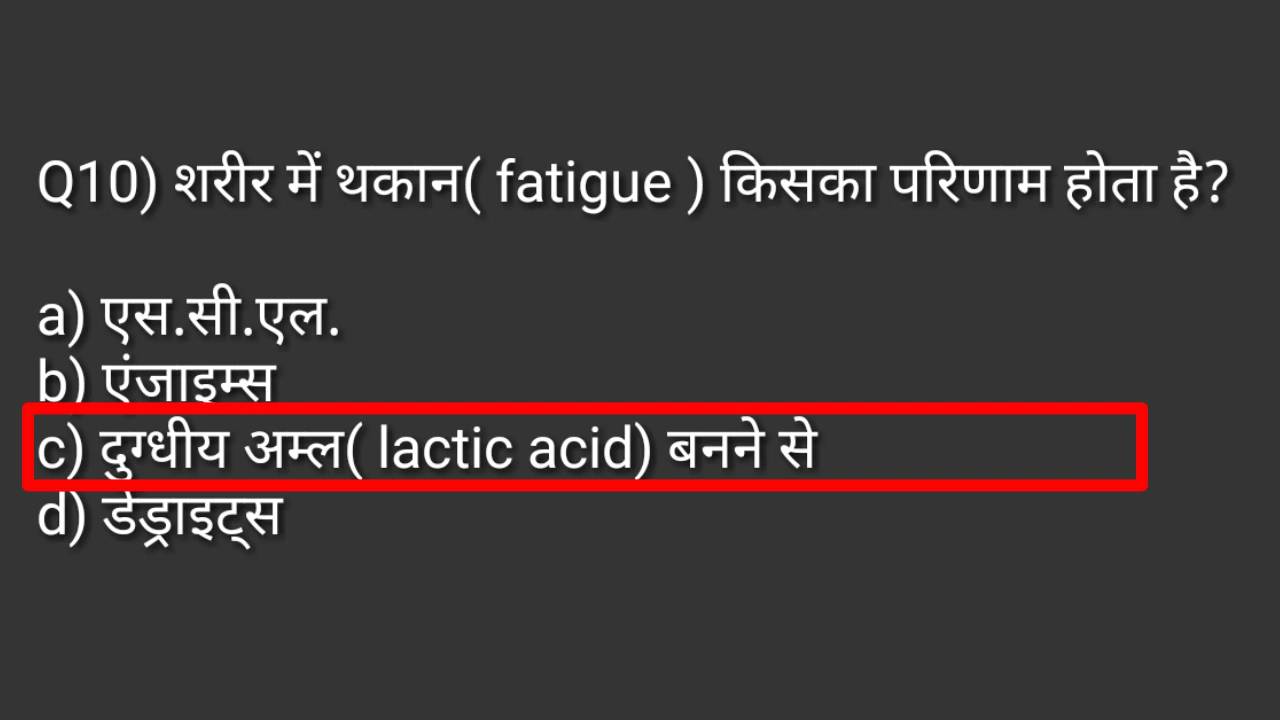 Q10) शरीर में थकान( fatigue ) किसका परिणाम होता है?
a) एस.सी.एल.
b) एंजाइम्स
c) दुग्धीय अम्ल( lactic acid) बनने से
d) डेड्राइट्स